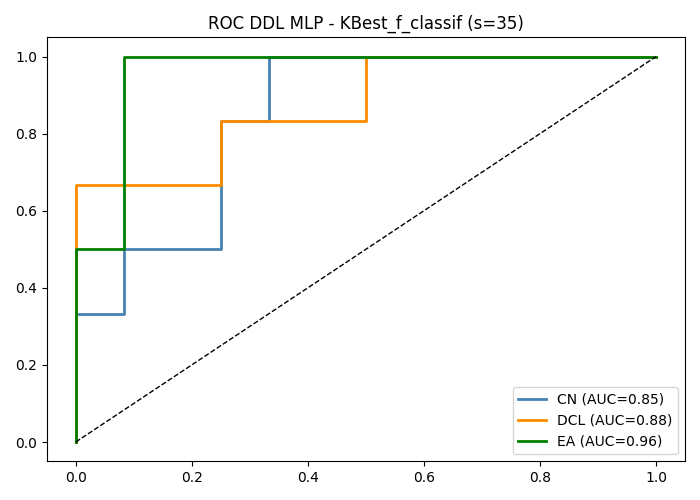 ROC DDL MLP - KBest_f_classif (s=35)
1.0
0.8
0.6
0.4
0.2
0.0
CN (AUC=0.85)
DCL (AUC=0.88)
EA (AUC=0.96)
0.0 0.2 0.4 0.6 0.8 1.0